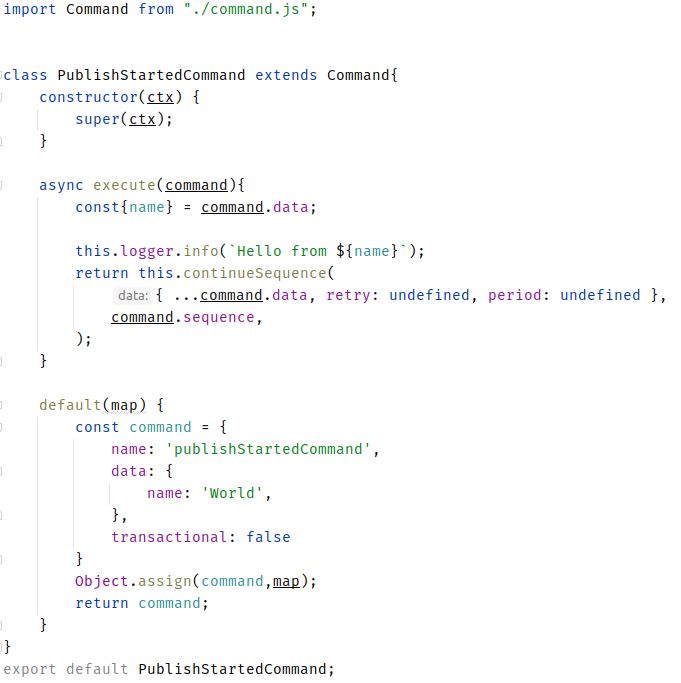 import Command from "./command.js";
class PublishStartedCommand extends Command{
constructor(ctx) {
super(ctx);
}
async execute(command){
const{name} = command.data;
this.logger.info(`Hello from ${name}`);
return this.continueSequence(
data: { ...command.data, retry: undefined, period: undefined },
command.sequence,
);
}
default(map) {
const command = {
name: 'publishStartedCommand',
data: {
name: 'World',
},
transactional: false
}
Object.assign(command,map);
return command;
}
}
export default PublishStartedCommand;